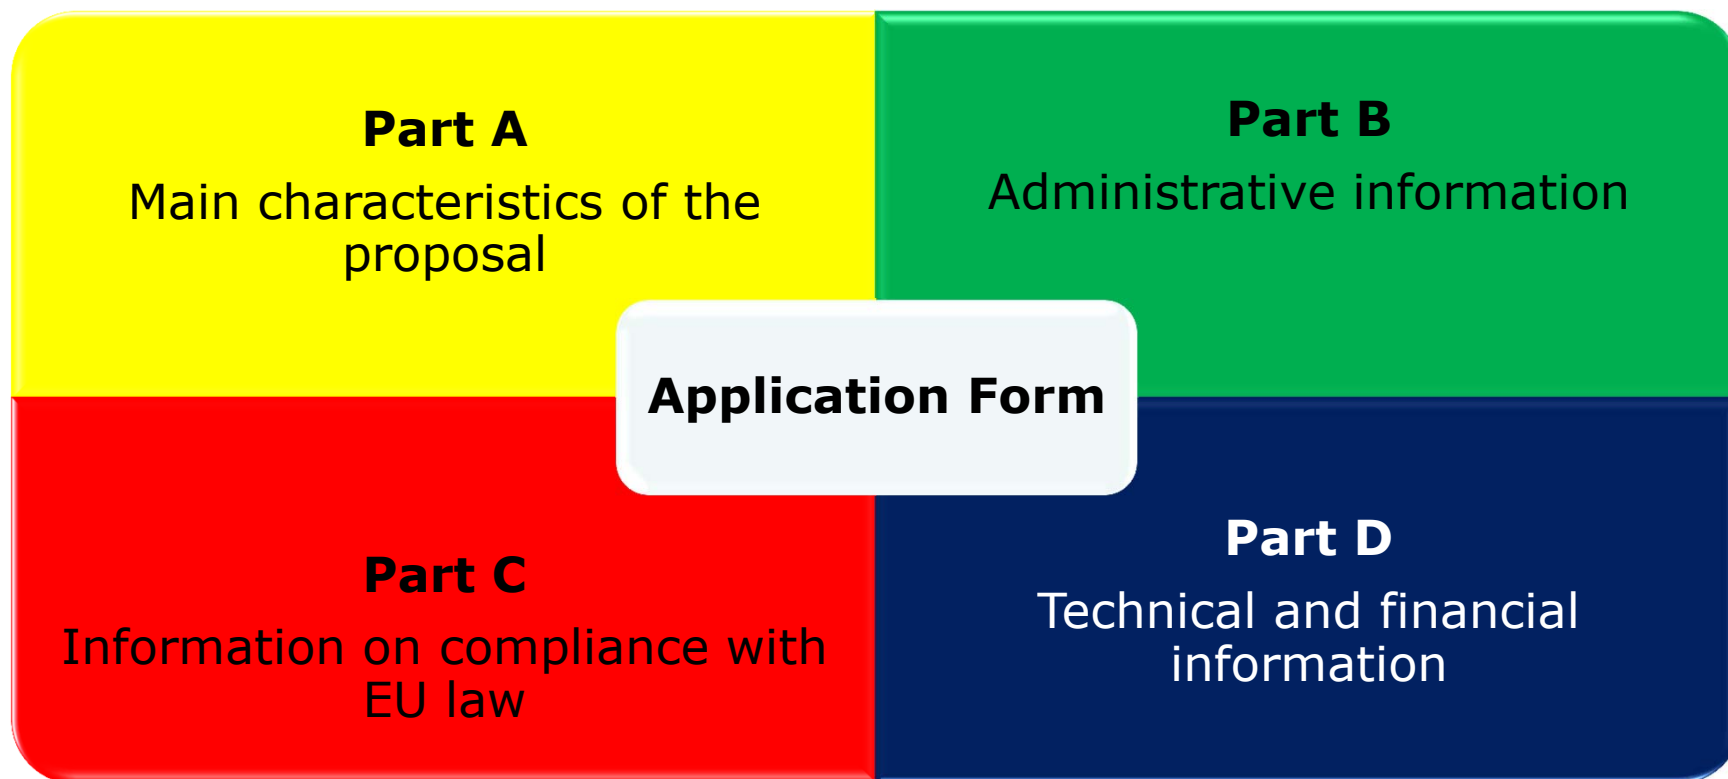 Part A
Main characteristics of the
proposal
Part B
Administrative information
Application Form
Part C
Information on compliance with
EU law
Part D
Technical and financial
information